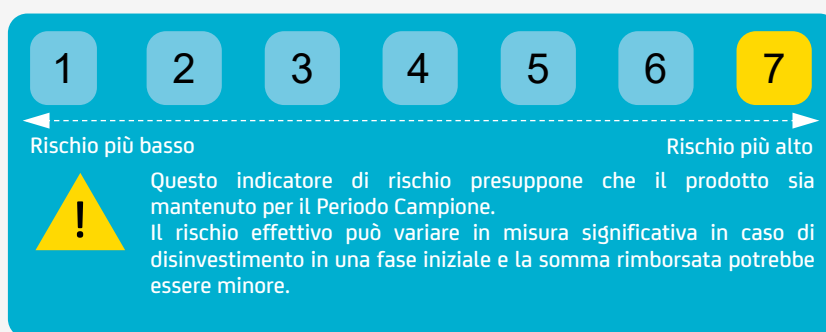 1 2 3 4 5 6 7
Rischio più basso Rischio più alto
!
Questo indicatore di rischio presuppone che il prodotto sia
mantenuto per il Periodo Campione.
Il rischio effettivo può variare in misura significativa in caso di
disinvestimento in una fase iniziale e la somma rimborsata potrebbe
essere minore.